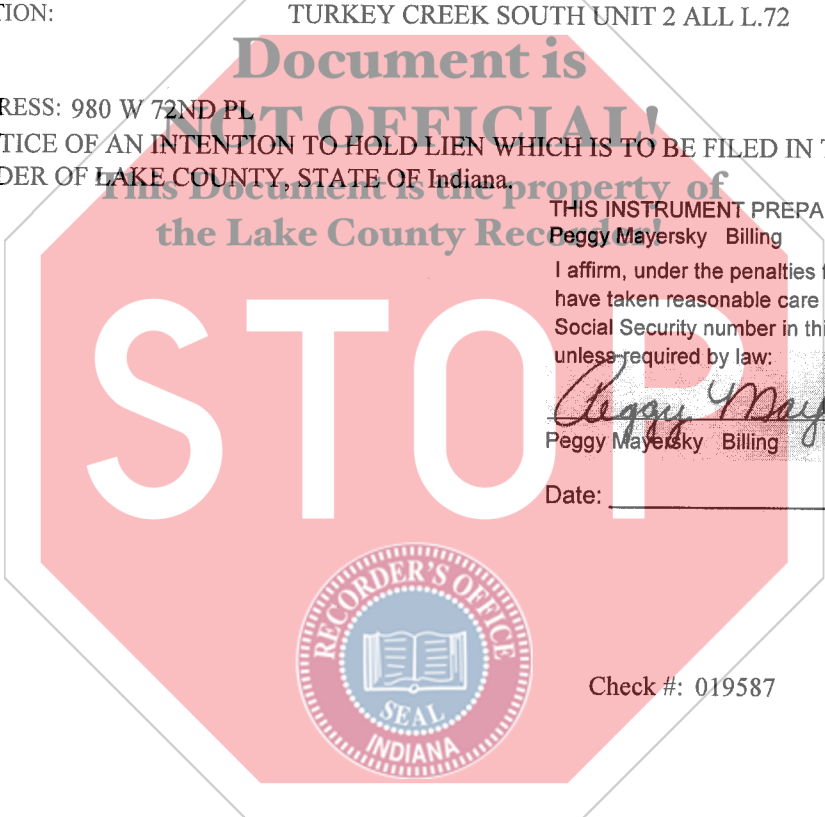 TION: TURKEY CREEK SOUTH UNIT 2 ALL L.72
Document is
RESS: 980 W 72ND PL
NOT OFFICIAL!
TICE OF AN INTENTION TO HOLD LIEN WHICH IS TO BE FILED IN T
DER OF LAKE COUNTY, STATE OF Indiana.
This Document is the property of
THIS INSTRUMENT PREPA
the Lake County Recorder!
Peggy Mayersky Billing
I affirm, under the penalties f
have taken reasonable care
Social Security number in thi
unless required by law:
STOP
Peggy May
Peggy Mayersky Billing
Date:
RECORDER'S OFFICE
SEAL
INDIANA
Check #: 019587